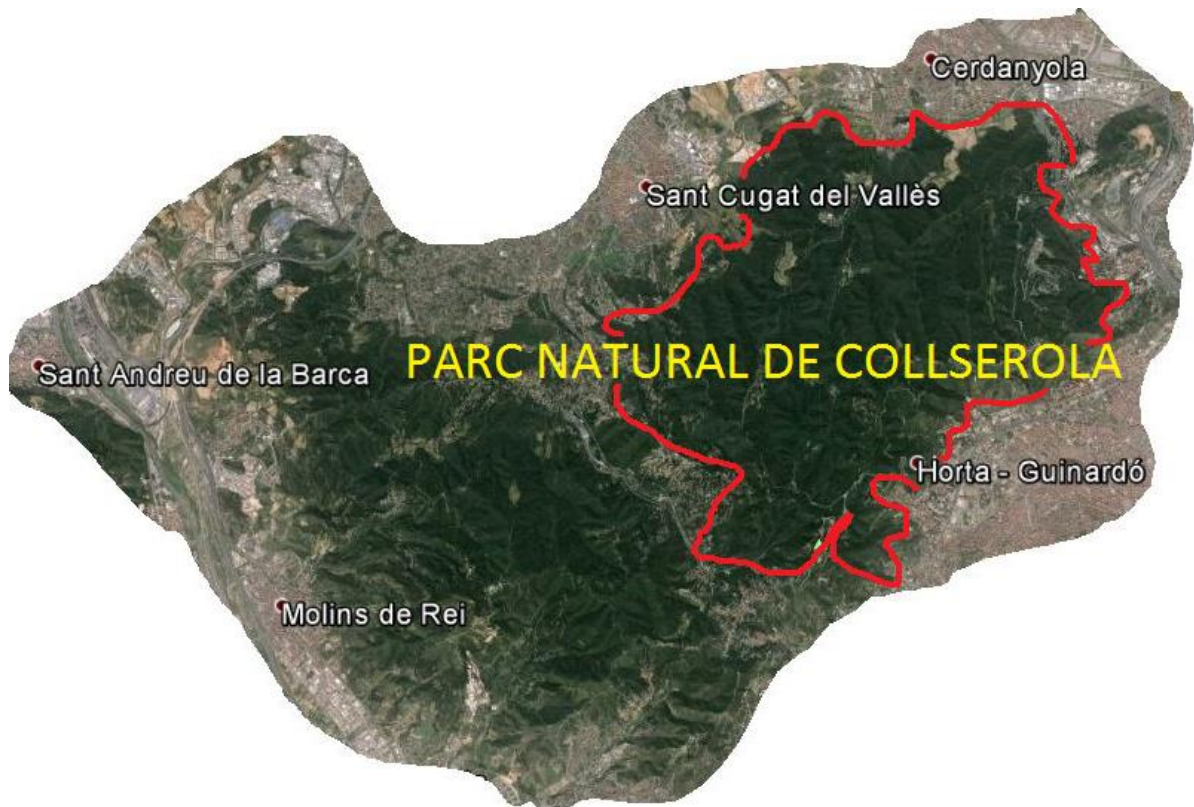 Cerdanyola
Sant Cugat del Vallès
PARC NATURAL DE COLLSEROLA
Sant Andreu de la Barca
Horta - Guinardó
Molins de Rei